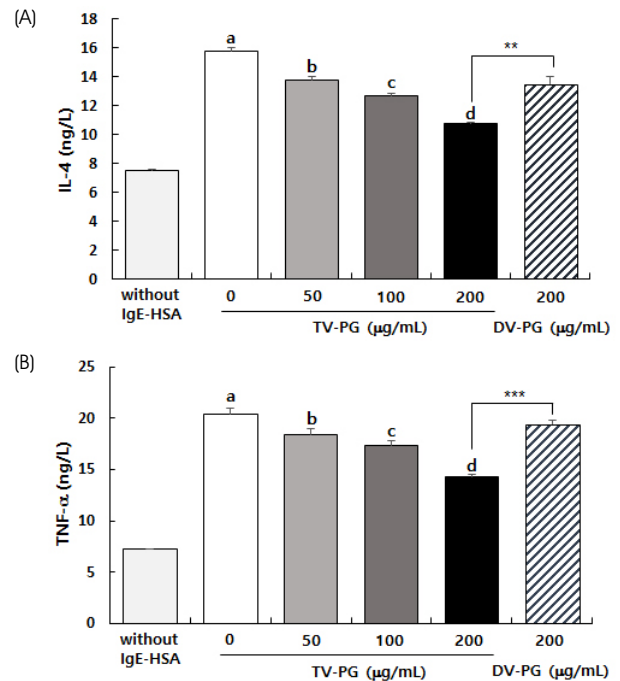 (A)
18
16
14
12
10
8
6
4
2
0
IL-4 (ng/L)
a
b
c
d
**
without
IgE-HSA
0
50
100
200
200
TV-PG (μg/mL)
DV-PG (μg/mL)
(B)
25
20
15
10
5
0
TNF-α (ng/L)
a
b
c
d
***
without
IgE-HSA
0
50
100
200
200
TV-PG (μg/mL)
DV-PG (μg/mL)